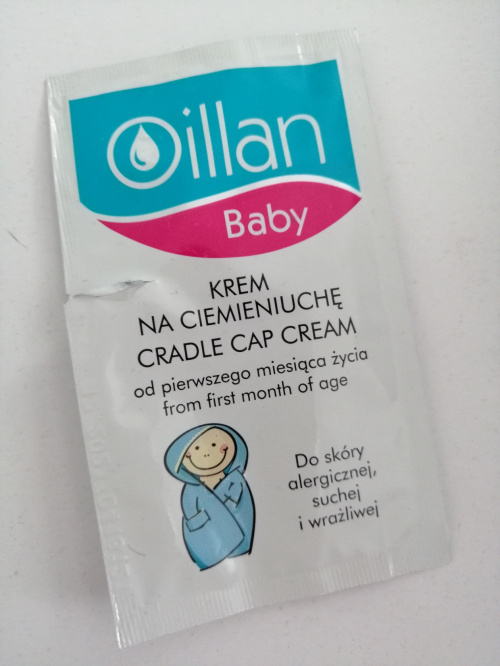 Oillan
Baby
KREM
NA CIEMIENIUCHĘ
CRADLE CAP CREAM
od pierwszego miesiąca życia
from first month of age
Do skóry
alergicznej,
suchej
i wrażliwej